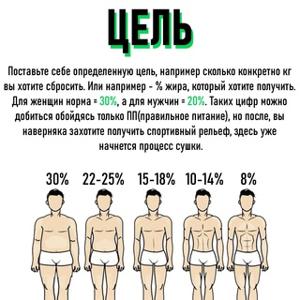 ЦЕЛЬ
Поставьте себе определенную цель, например сколько конкретно кг
вы хотите сбросить. Или например - % жира, который хотите получить.
Для женщин норма = 30%, а для мужчин = 20%. Таких цифр можно
добиться обойдясь только ПП(правильное питание), но после, вы
наверняка захотите получить спортивный рельеф, здесь уже
начнется процесс сушки.
30% 22-25% 15-18% 10-14% 8%